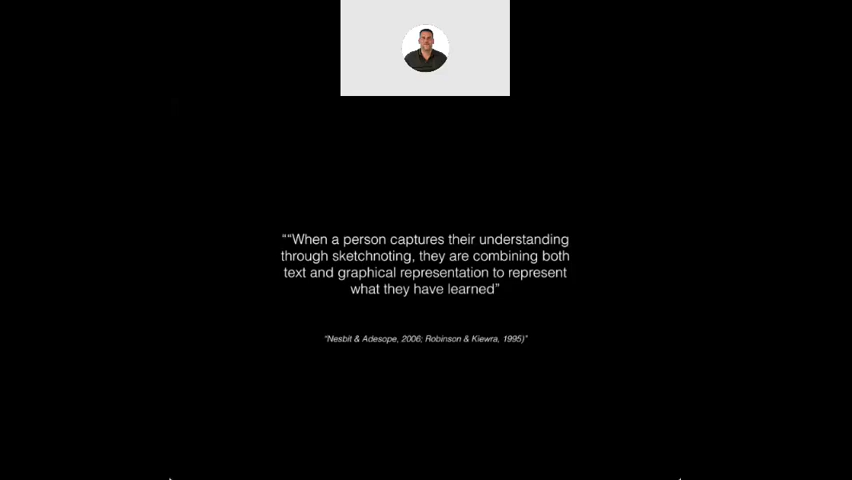 ““When a person captures their understanding
through sketchnoting, they are combining both
text and graphical representation to represent
what they have learned”
“Nesbit & Adesope, 2006; Robinson & Kiewra, 1995)”